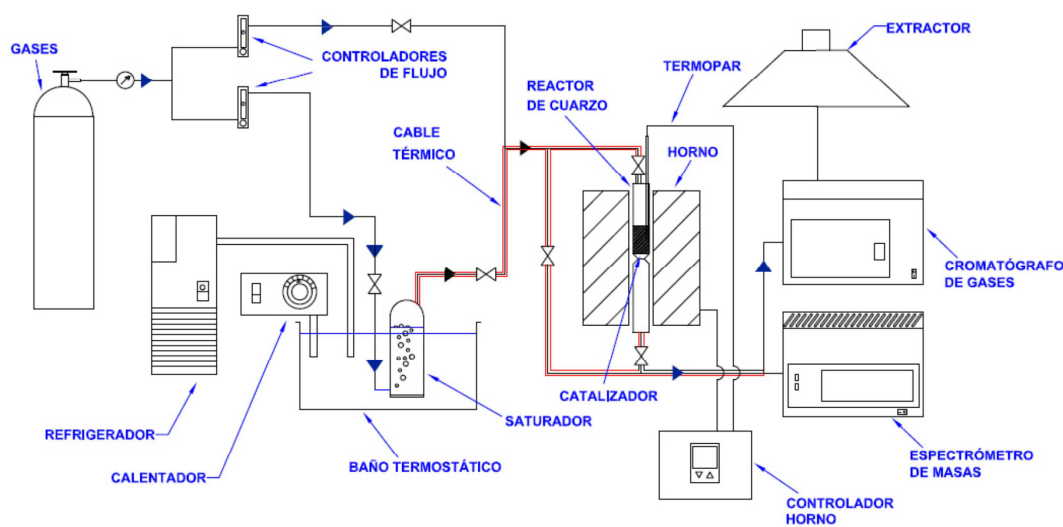 GASES
CONTROLADORES
DE FLUJO
EXTRACTOR
TERMOPAR
REACTOR
DE CUARZO
CABLE
TÉRMICO
HORNO
CROMATÓGRAFO
DE GASES
CATALIZADOR
SATURADOR
REFRIGERADOR
BAÑO TERMOSTÁTICO
CALENTADOR
ESPECTRÓMETRO
DE MASAS
CONTROLADOR
HORNO